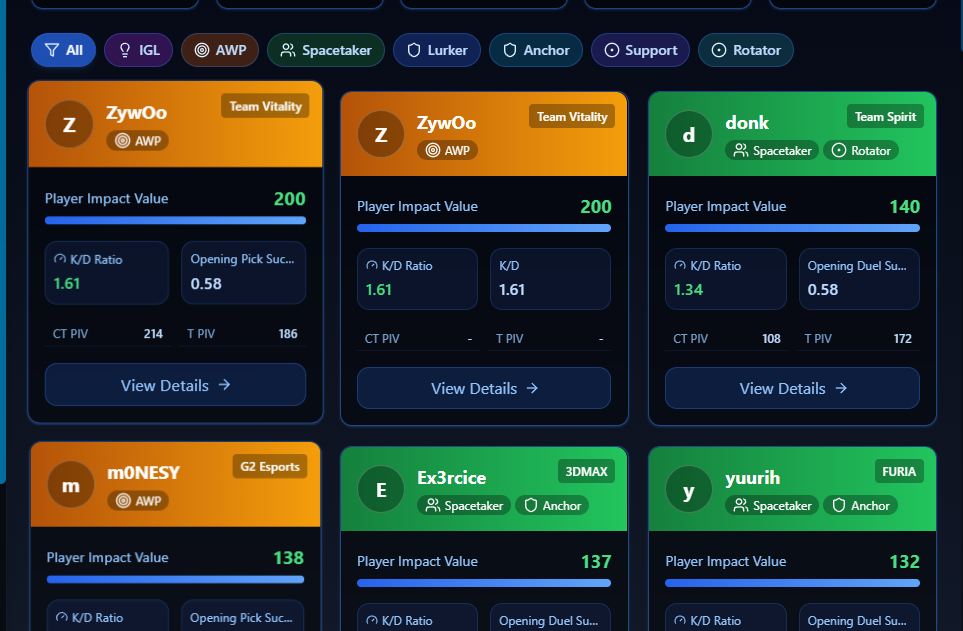 All
IGL
AWP
Spacetaker
Lurker
Anchor
Support
Rotator
Z
ZywOo
Team Vitality
AWP
Player Impact Value 200
K/D Ratio
1.61
Opening Pick Suc...
0.58
CT PIV 214
T PIV 186
View Details →
Z
ZywOo
Team Vitality
AWP
Player Impact Value 200
K/D Ratio
1.61
K/D
1.61
CT PIV -
T PIV -
View Details →
d
donk
Team Spirit
Spacetaker
Rotator
Player Impact Value 140
K/D Ratio
1.34
Opening Duel Su...
0.58
CT PIV 108
T PIV 172
View Details →
m
m0NESY
G2 Esports
AWP
Player Impact Value 138
K/D Ratio
Opening Pick Suc...
E
Ex3rcice
3DMAX
Spacetaker
Anchor
Player Impact Value 137
K/D Ratio
Opening Duel Su...
y
yuurih
FURIA
Spacetaker
Anchor
Player Impact Value 132
K/D Ratio
Opening Duel Su...